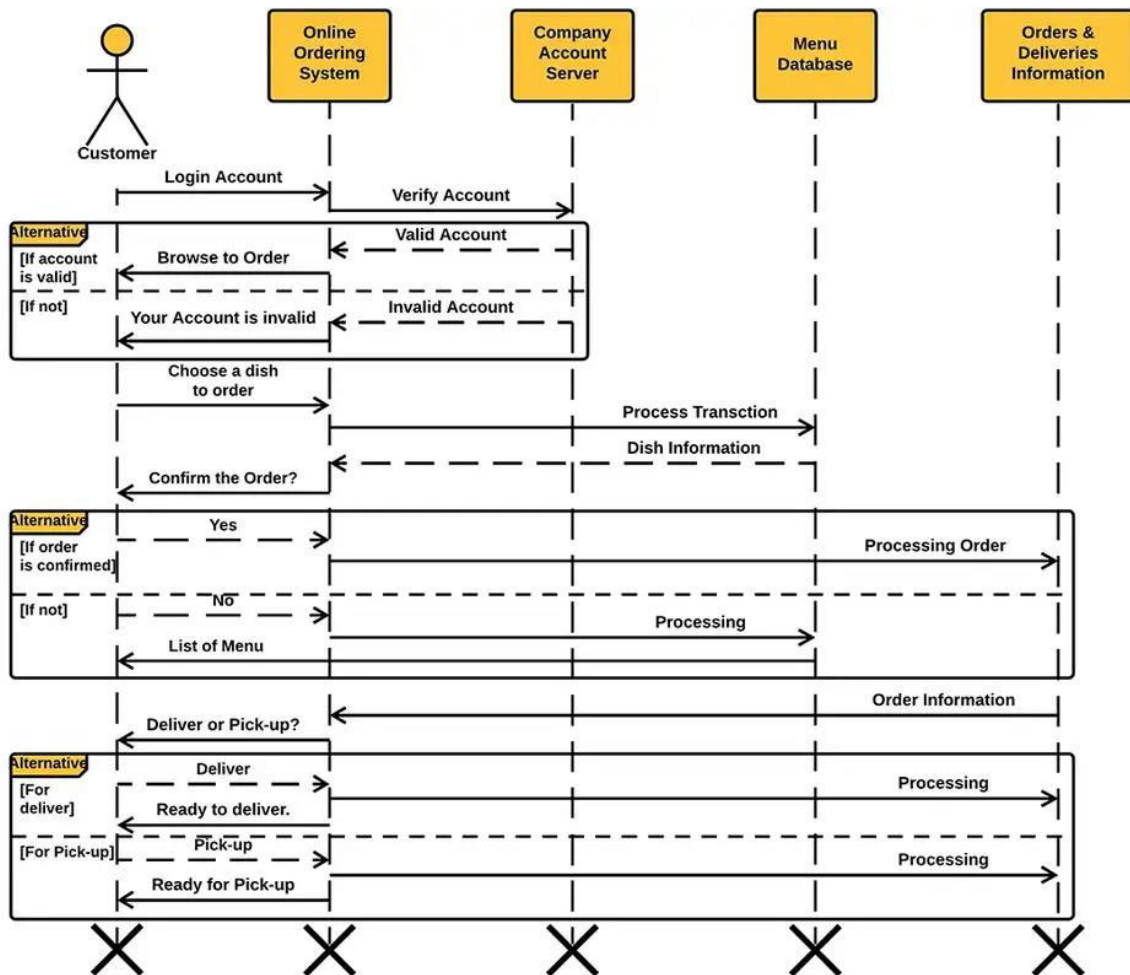 Online
Ordering
System
Company
Account
Server
Menu
Database
Orders &
Deliveries
Information
Customer
Login Account
Verify Account
Alternative
Valid Account
[If account
is valid]
Browse to Order
[If not]
Invalid Account
Your Account is invalid
Choose a dish
to order
Process Transction
Dish Information
Confirm the Order?
Alternative
Yes
[If order
is confirmed]
Processing Order
[If not]
No
Processing
List of Menu
Order Information
Deliver or Pick-up?
Alternative
Deliver
[For
deliver]
Processing
Ready to deliver.
[For Pick-up]
Pick-up
Processing
Ready for Pick-up